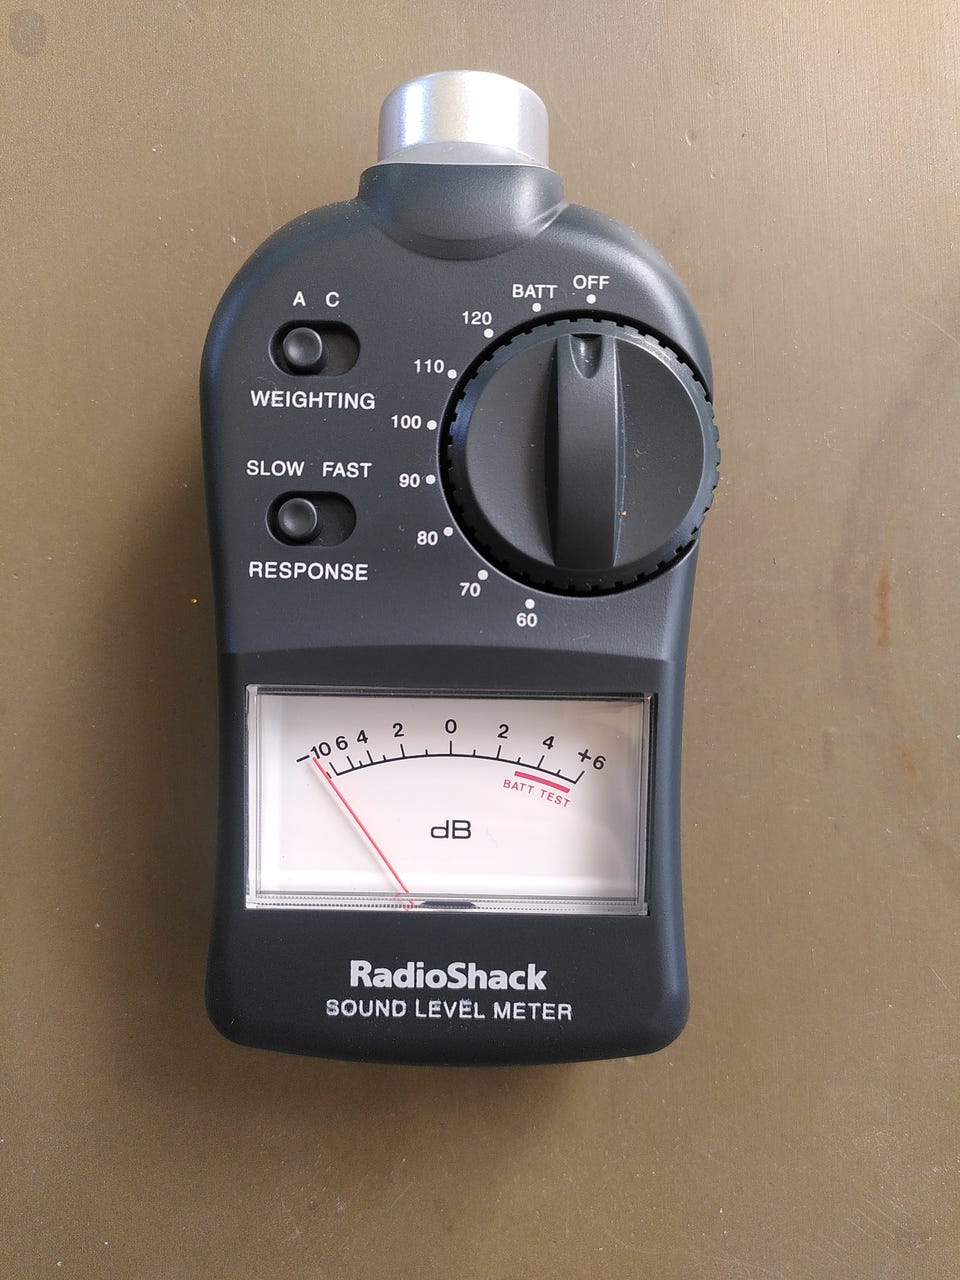 BATT OFF
A C
120
110
WEIGHTING
100
SLOW FAST
90
80
RESPONSE
70
60
-10 6 4 2 0 2 4 +6
BATT TEST
dB
RadioShack
SOUND LEVEL METER